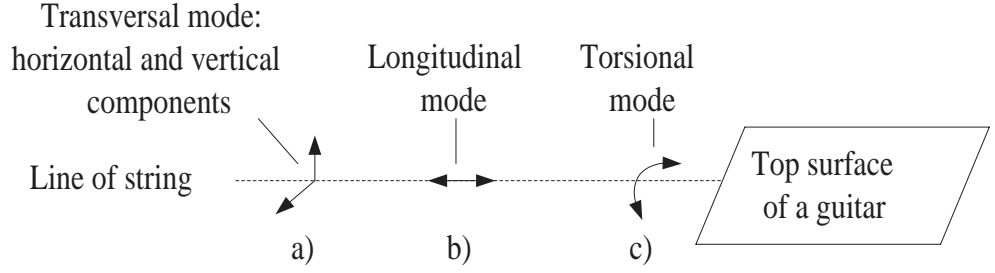 Transversal mode:
horizontal and vertical
components
Longitudinal
mode
Torsional
mode
Line of string
Top surface
of a guitar
a)
b)
c)